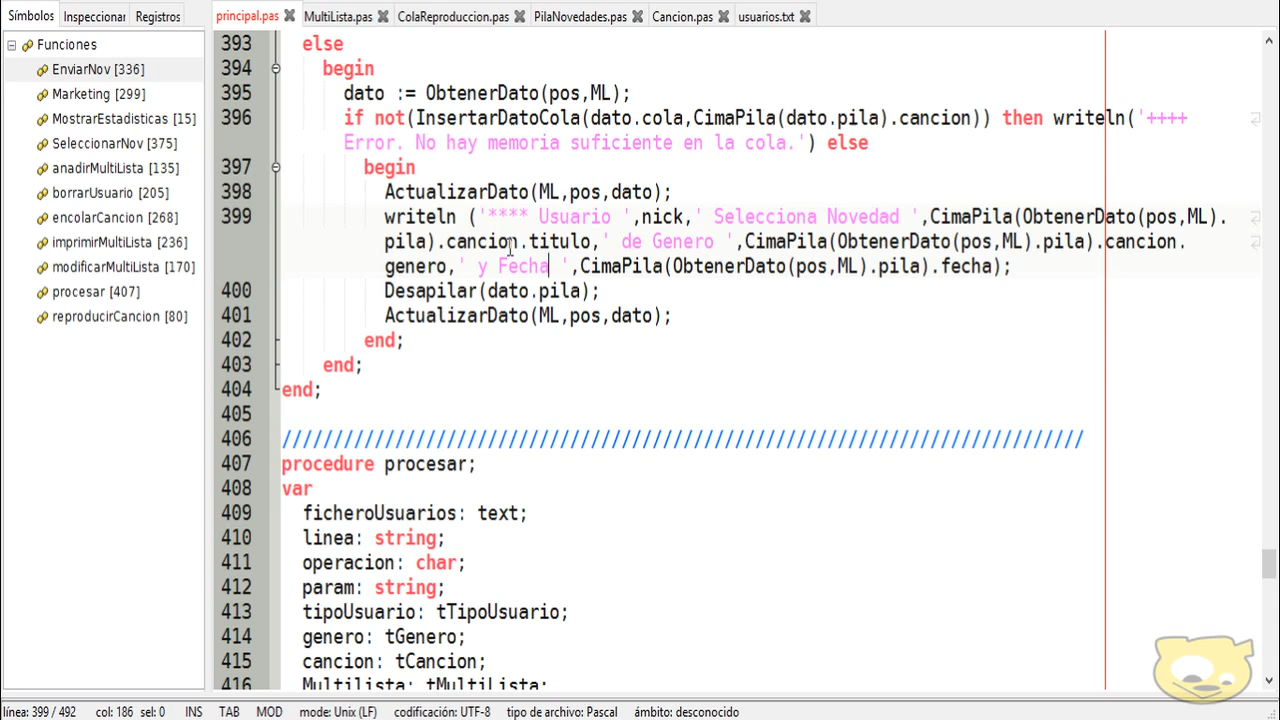 Símbolos Inspeccionar Registros
principal.pas MultiLista.pas ColaReproduccion.pas PilaNovedades.pas Cancion.pas usuarios.txt
Funciones
EnviarNov [336]
Marketing [299]
MostrarEstadisticas [15]
SeleccionarNov [375]
anadirMultiLista [135]
borrarUsuario [205]
encolarCancion [268]
imprimirMultiLista [236]
modificarMultiLista [170]
procesar [407]
reproducirCancion [80]
393 else
394 begin
395 dato := ObtenerDato(pos,ML);
396 if not(InsertarDatoCola(dato.cola,CimaPila(dato.pila).cancion)) then writeln('++++
Error. No hay memoria suficiente en la cola.') else
397 begin
398 ActualizarDato(ML,pos,dato);
399 writeln ('**** Usuario ',nick,' Selecciona Novedad ',CimaPila(ObtenerDato(pos,ML).
pila).cancion.titulo,' de Genero ',CimaPila(ObtenerDato(pos,ML).pila).cancion.
genero,' y Fecha ',CimaPila(ObtenerDato(pos,ML).pila).fecha);
400 Desapilar(dato.pila);
401 ActualizarDato(ML,pos,dato);
402 end;
403 end;
404 end;
405
406 //////////////////////////////////////////////////////////////////////////////
407 procedure procesar;
408 var
409 ficheroUsuarios: text;
410 linea: string;
411 operacion: char;
412 param: string;
413 tipoUsuario: tTipoUsuario;
414 genero: tGenero;
415 cancion: tCancion;
416 Multilista: tMultiLista;
línea: 399 / 492 col: 186 sel: 0 INS TAB MOD mode: Unix (LF) codificación: UTF-8 tipo de archivo: Pascal ámbito: desconocido